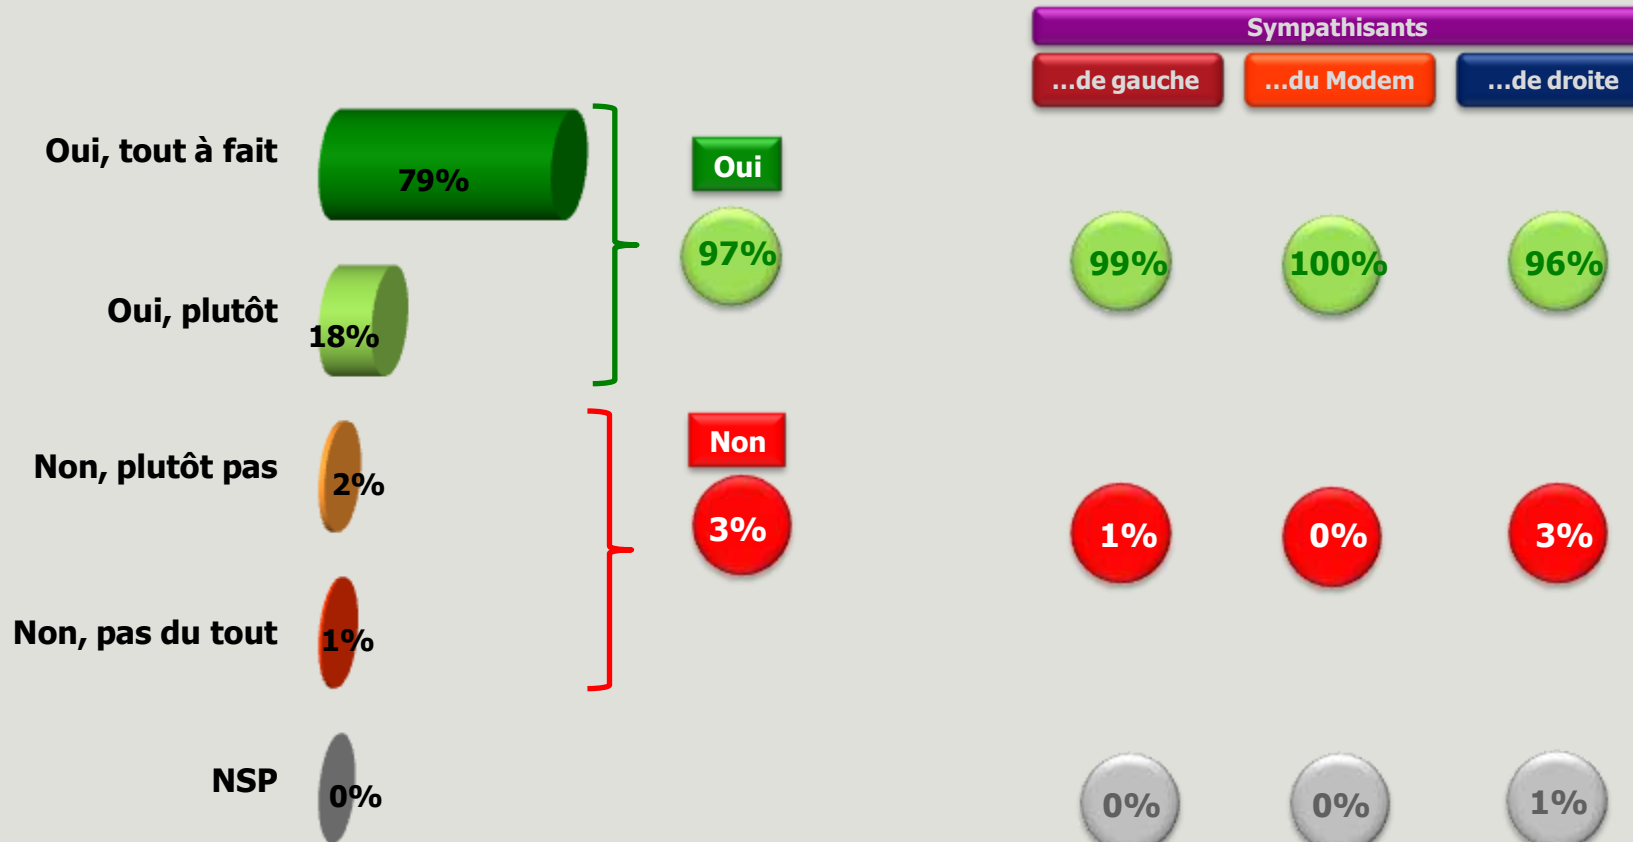 Sympathisants
...de gauche
...du Modem
...de droite
Oui, tout à fait
79%
Oui
97%
99%
100%
96%
Oui, plutôt
18%
Non
Non, plutôt pas
2%
3%
1%
0%
3%
Non, pas du tout
1%
NSP
0%
0%
0%
1%